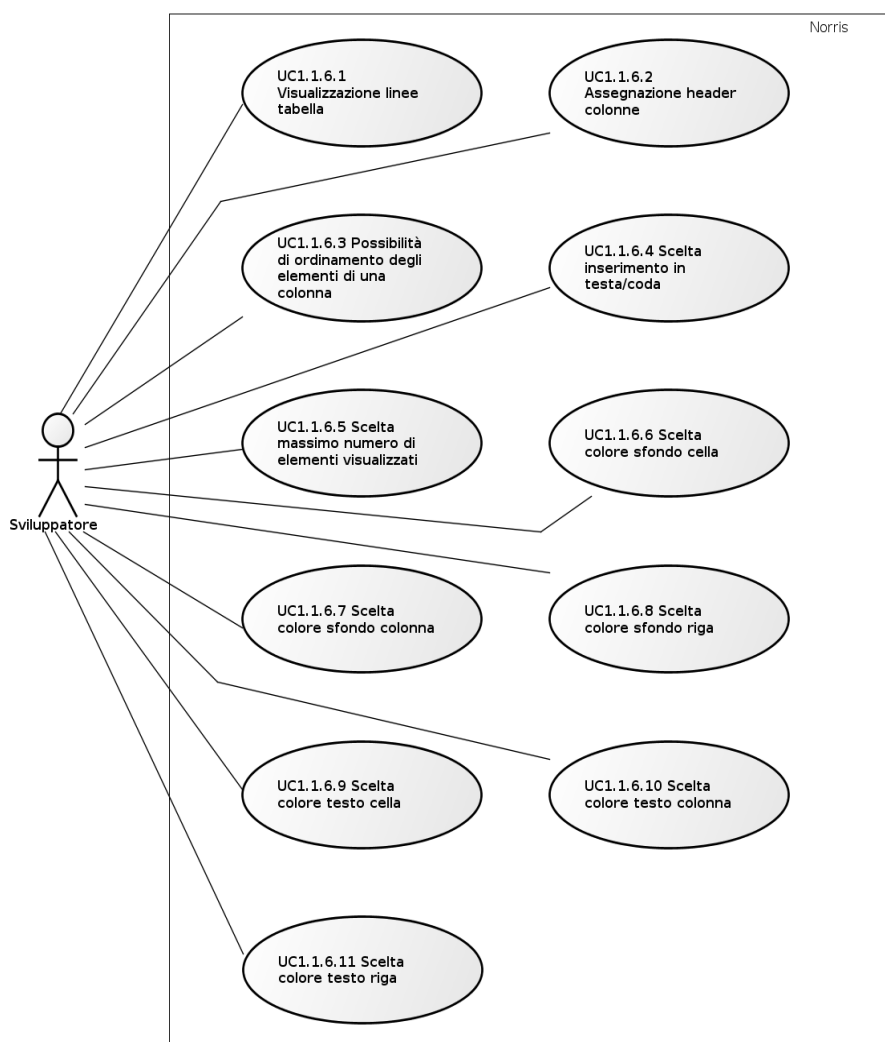 Norris
UC1.1.6.1
Visualizzazione linee
tabella
UC1.1.6.2
Assegnazione header
colonne
UC1.1.6.3 Possibilità
di ordinamento degli
elementi di una
colonna
UC1.1.6.4 Scelta
inserimento in
testa/coda
UC1.1.6.5 Scelta
massimo numero di
elementi visualizzati
UC1.1.6.6 Scelta
colore sfondo cella
Sviluppatore
UC1.1.6.7 Scelta
colore sfondo colonna
UC1.1.6.8 Scelta
colore sfondo riga
UC1.1.6.9 Scelta
colore testo cella
UC1.1.6.10 Scelta
colore testo colonna
UC1.1.6.11 Scelta
colore testo riga